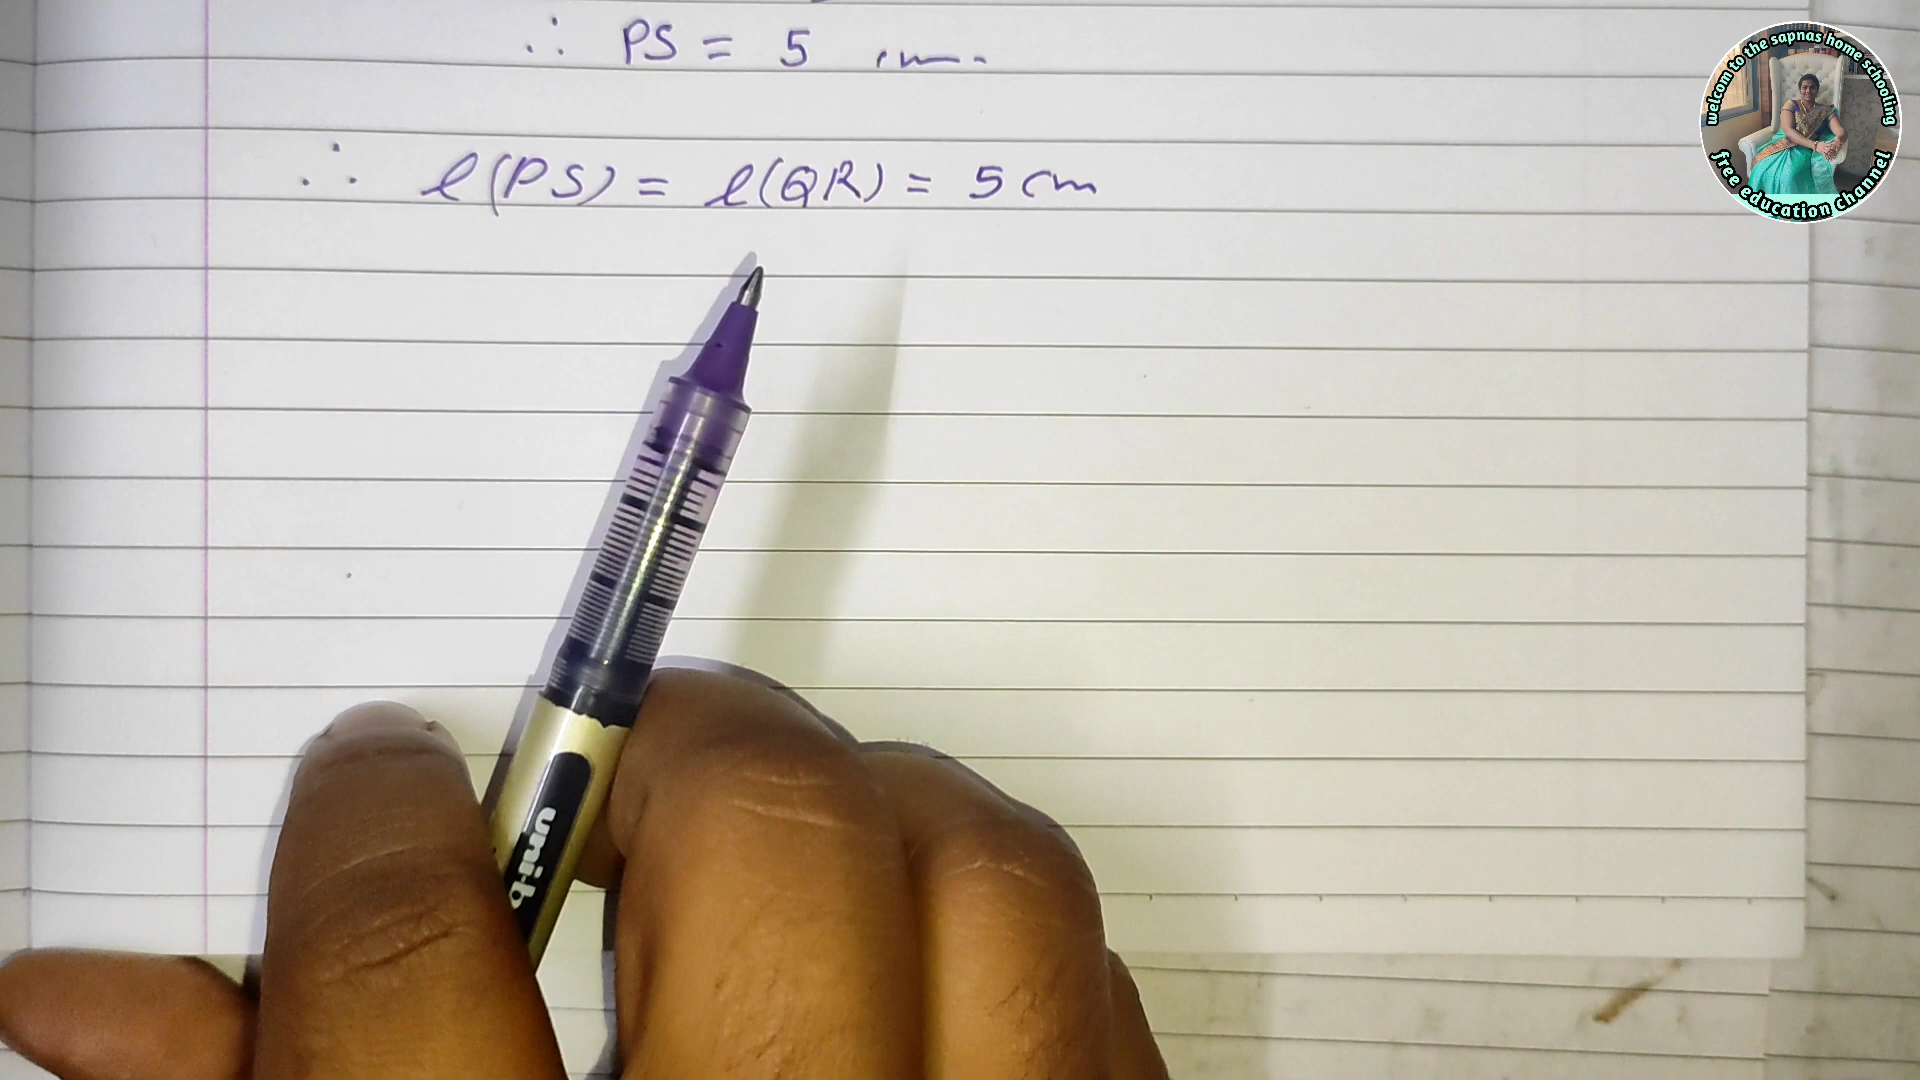 ∴ PS = 5 cm.
∴ l(PS) = l(QR) = 5 cm
welcom to the sapnas home schooling
free education channel
uni-b